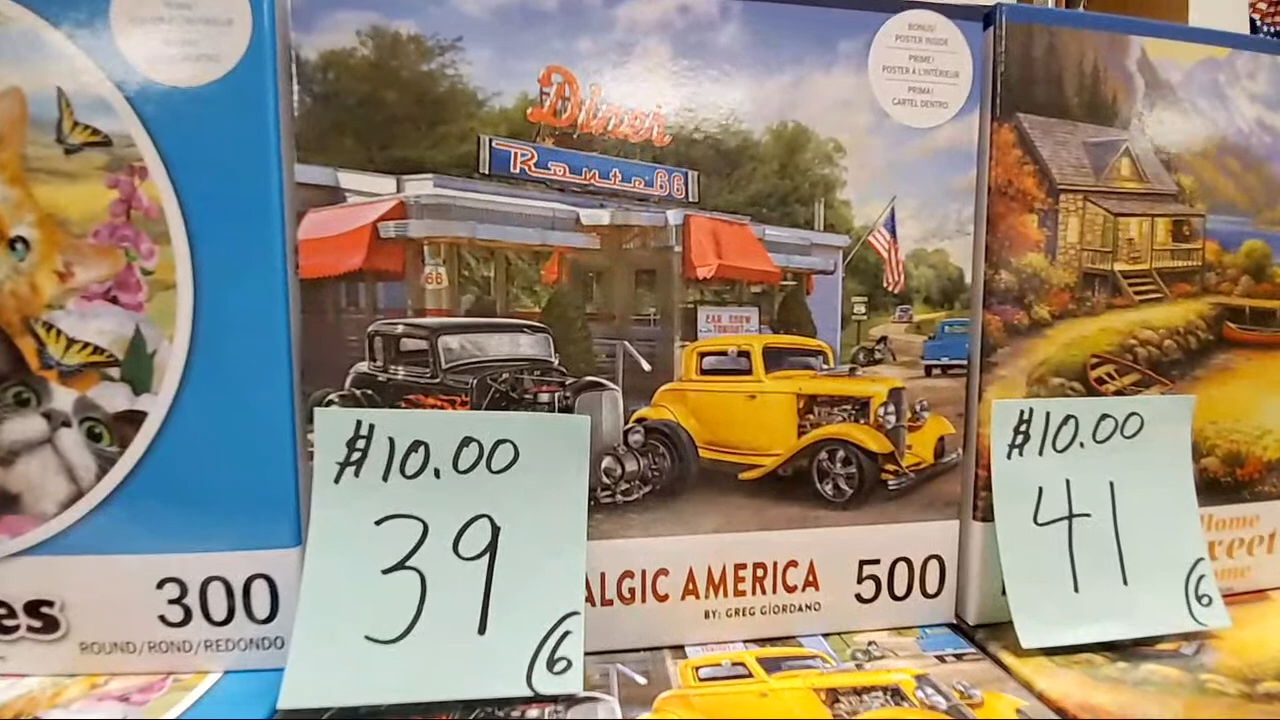 BONUS!
POSTER INSIDE
PRIME!
POSTER À L'INTÉRIEUR
PRIMA!
CARTEL DENTRO
Diner
Route 66
66
CAR SHOW
TONIGHT
$10.00
39
6
ALGIC AMERICA
BY: GREG GIORDANO
500
es
300
ROUND/ROND/REDONDO
$10.00
41
6
Home
weet
ome